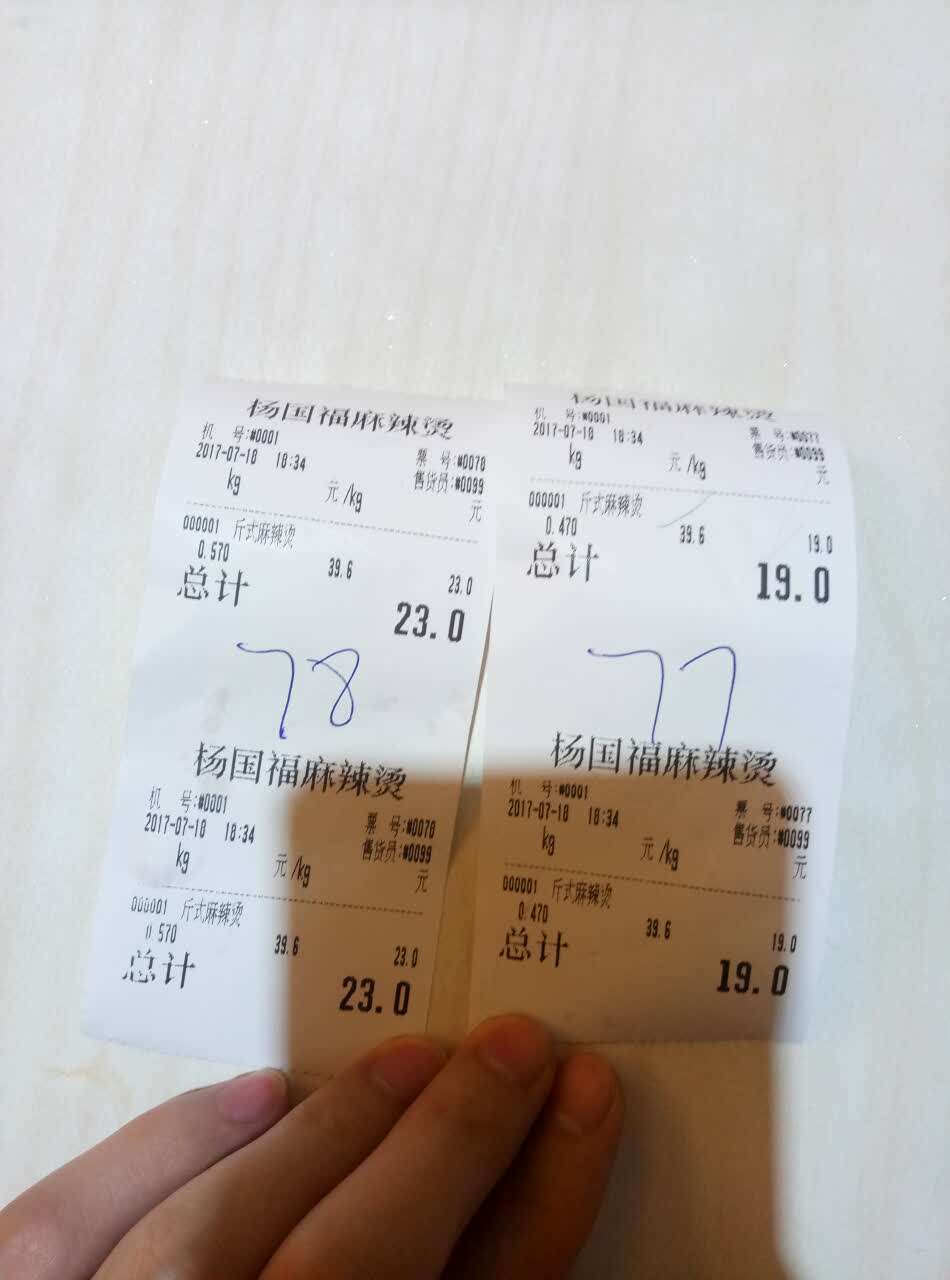 杨国福麻辣烫
机 号:#0001
票 号:#0078
2017-07-18 18:34
售货员:#0099
kg 元/kg 元
000001 斤式麻辣烫
0.570 39.6 23.0
总计 23.0
78
杨国福麻辣烫
机 号:#0001
票 号:#0078
2017-07-18 18:34
售货员:#0099
kg 元/kg 元
000001 斤式麻辣烫
0.570 39.6 23.0
总计 23.0
杨国福麻辣烫
机 号:#0001
票 号:#0077
2017-07-18 18:34
售货员:#0099
kg 元/kg 元
000001 斤式麻辣烫
0.470 39.6 19.0
总计 19.0
77
杨国福麻辣烫
机 号:#0001
票 号:#0077
2017-07-18 18:34
售货员:#0099
kg 元/kg 元
000001 斤式麻辣烫
0.470 39.6 19.0
总计 19.0